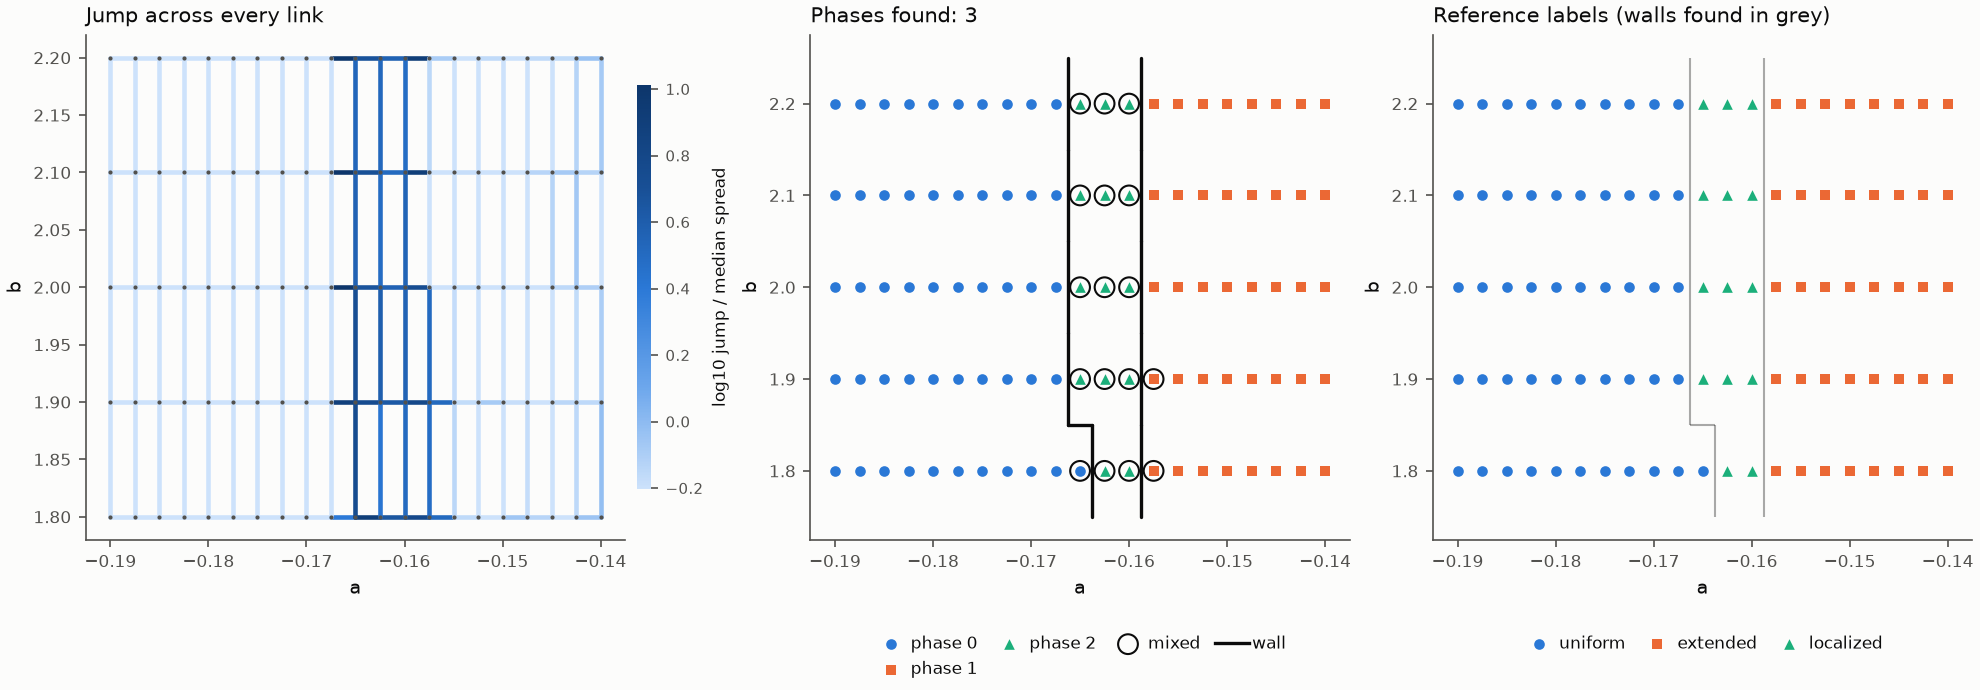 Jump across every link
2.20
2.15
2.10
2.05
2.00
1.95
1.90
1.85
1.80
b
−0.19
−0.18
−0.17
−0.16
−0.15
−0.14
a
1.0
0.8
0.6
0.4
0.2
0.0
−0.2
log10 jump / median spread
Phases found: 3
2.2
2.1
2.0
1.9
1.8
b
−0.19
−0.18
−0.17
−0.16
−0.15
−0.14
a
phase 0
phase 2
mixed
wall
phase 1
Reference labels (walls found in grey)
2.2
2.1
2.0
1.9
1.8
b
−0.19
−0.18
−0.17
−0.16
−0.15
−0.14
a
uniform
extended
localized